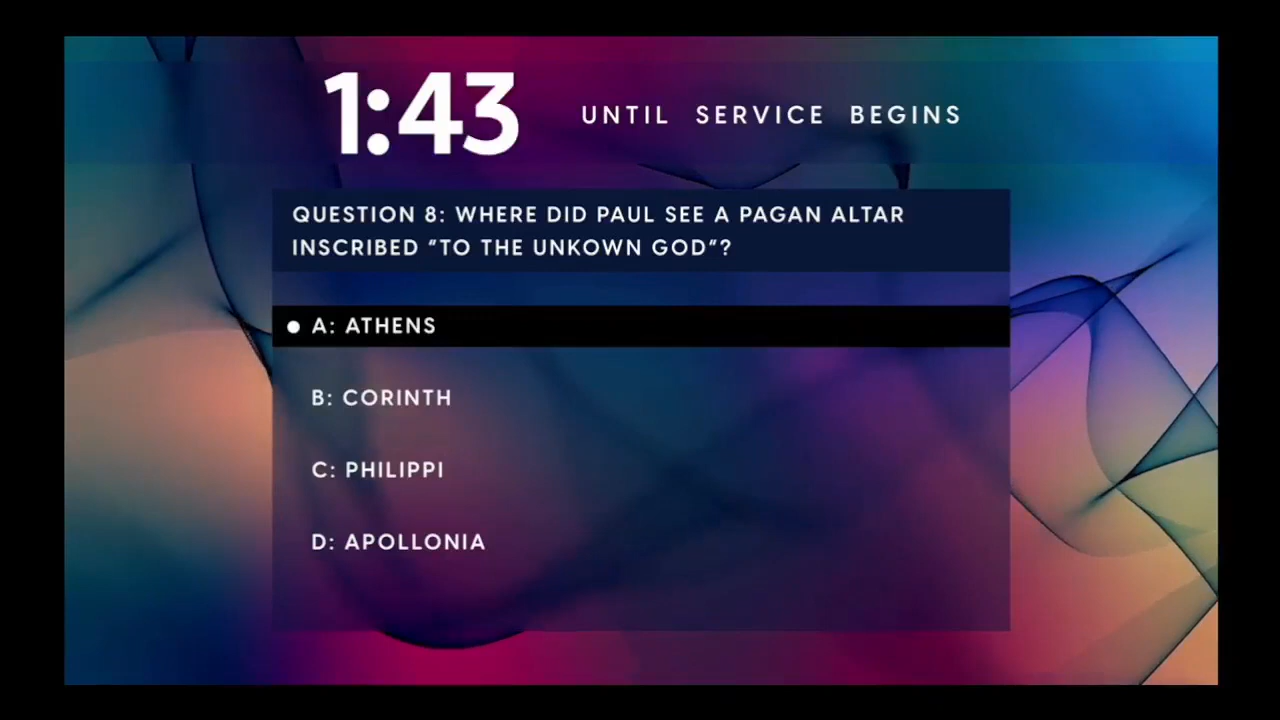 1:43 UNTIL SERVICE BEGINS
QUESTION 8: WHERE DID PAUL SEE A PAGAN ALTAR
INSCRIBED “TO THE UNKOWN GOD”?
A: ATHENS
B: CORINTH
C: PHILIPPI
D: APOLLONIA